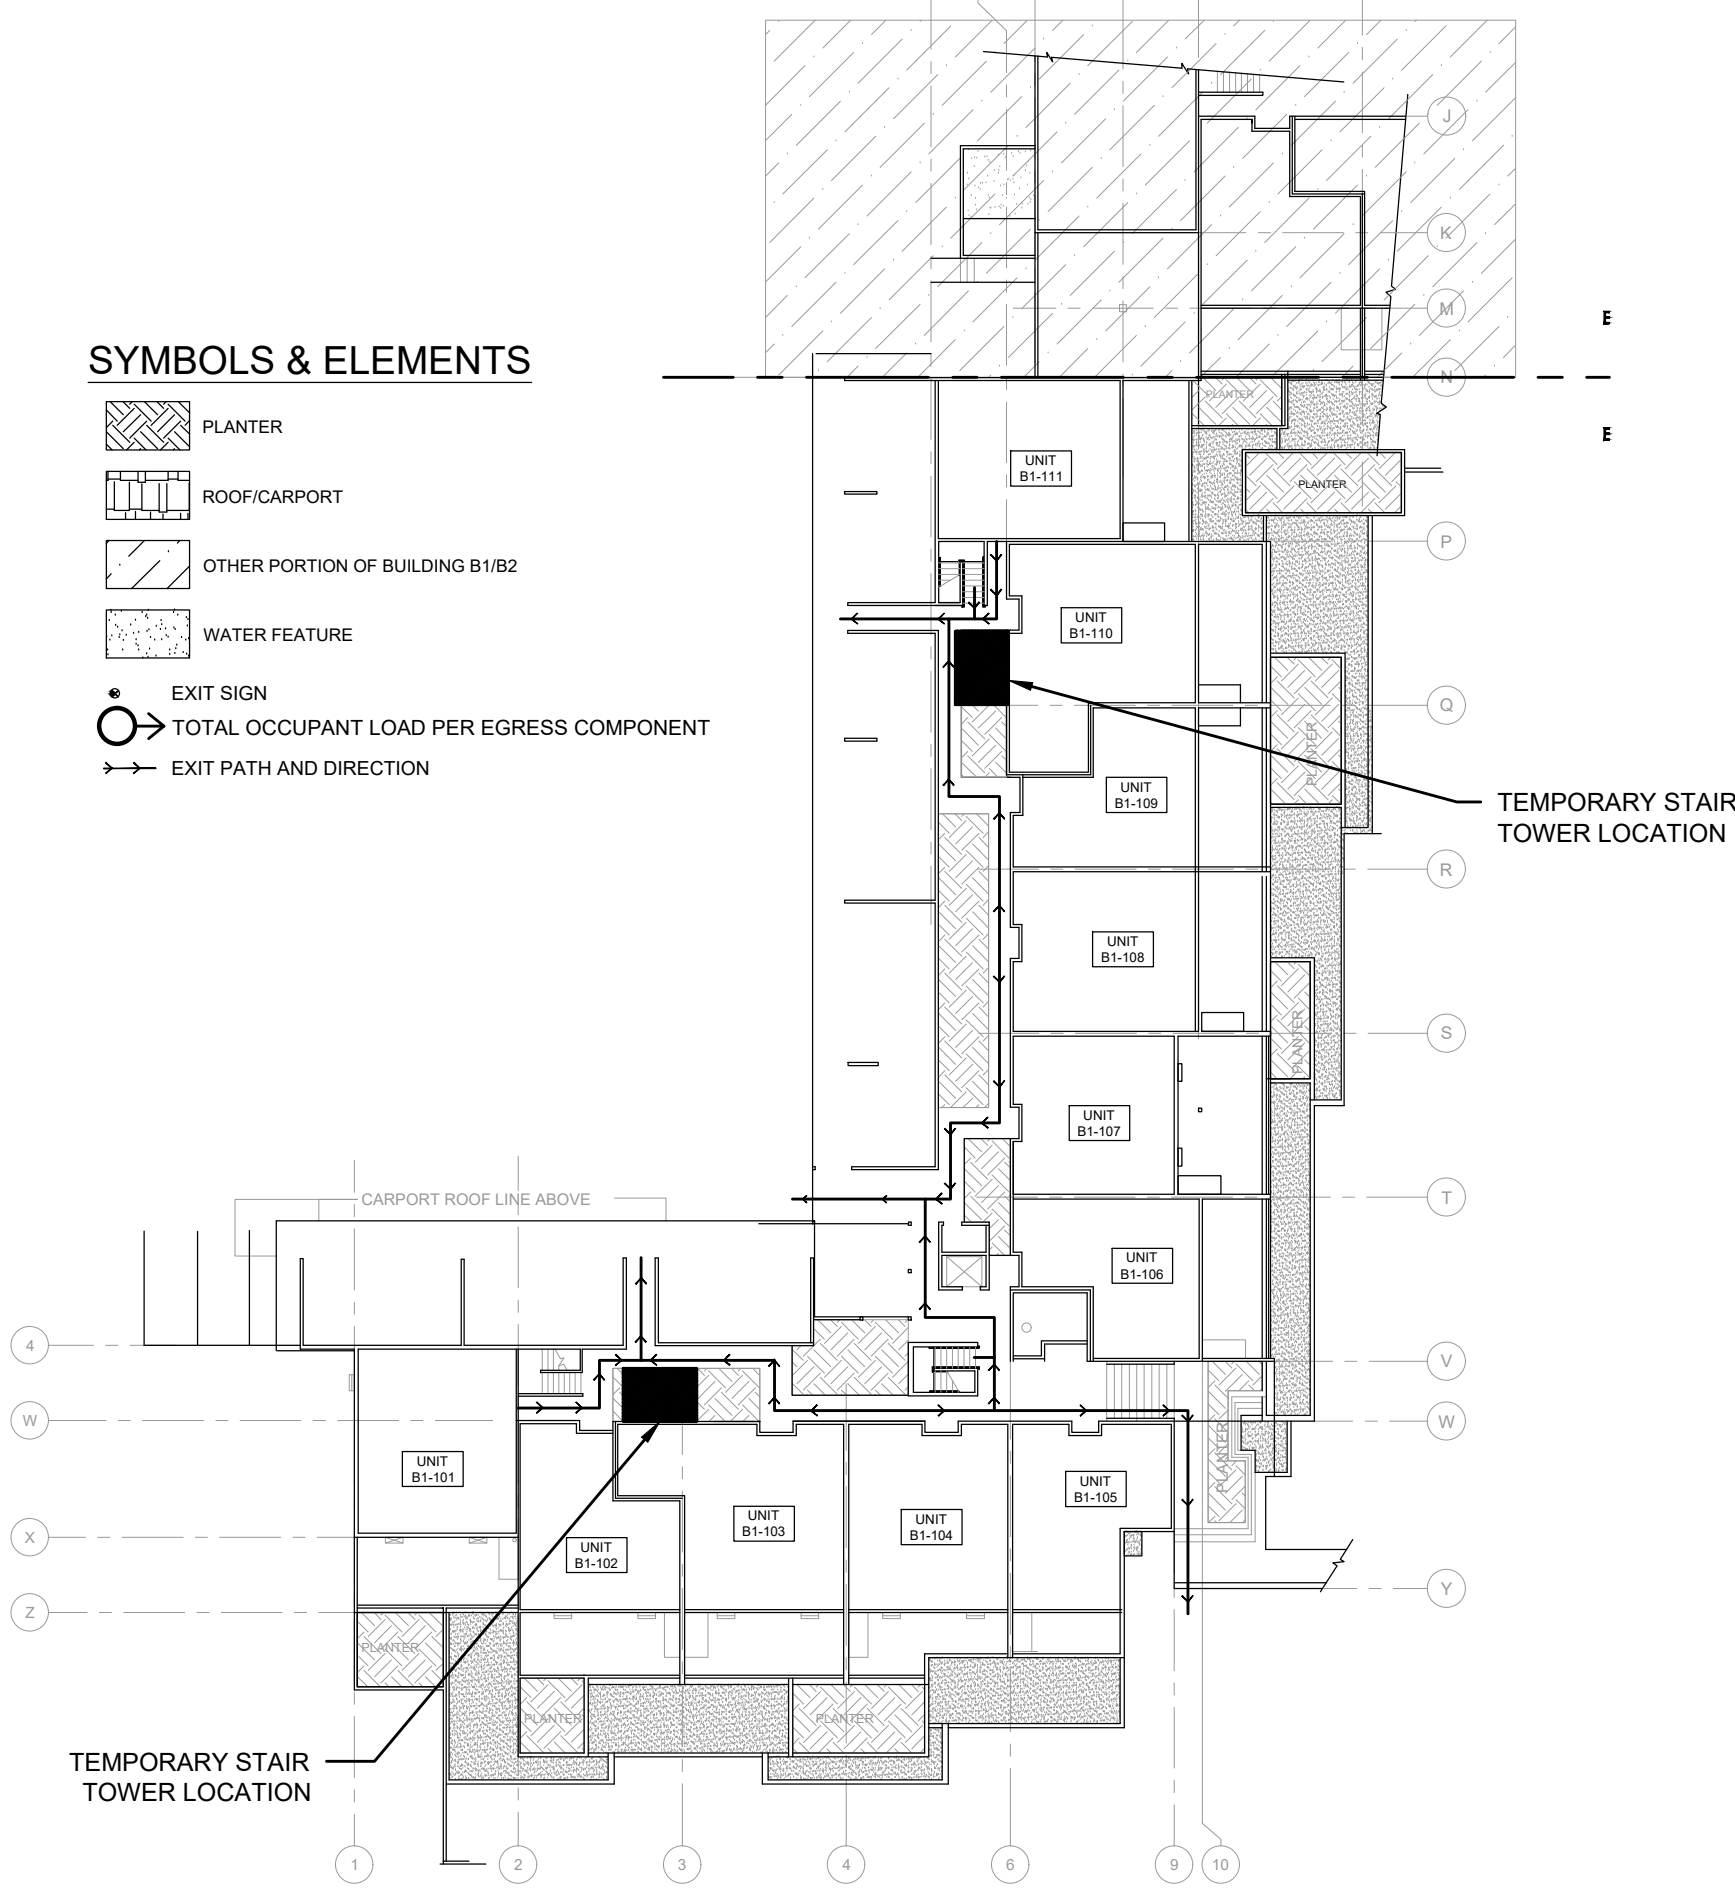 SYMBOLS & ELEMENTS
PLANTER
ROOF/CARPORT
OTHER PORTION OF BUILDING B1/B2
WATER FEATURE
EXIT SIGN
TOTAL OCCUPANT LOAD PER EGRESS COMPONENT
EXIT PATH AND DIRECTION
J
K
M
N
E
E
PLANTER
PLANTER
UNIT
B1-111
P
UNIT
B1-110
Q
PLANTER
UNIT
B1-109
TEMPORARY STAIR
TOWER LOCATION
R
UNIT
B1-108
S
PLANTER
UNIT
B1-107
T
CARPORT ROOF LINE ABOVE
UNIT
B1-106
4
V
W
W
PLANTER
UNIT
B1-101
UNIT
B1-102
UNIT
B1-103
UNIT
B1-104
UNIT
B1-105
X
Y
Z
PLANTER
PLANTER
PLANTER
TEMPORARY STAIR
TOWER LOCATION
1
2
3
4
6
9
10